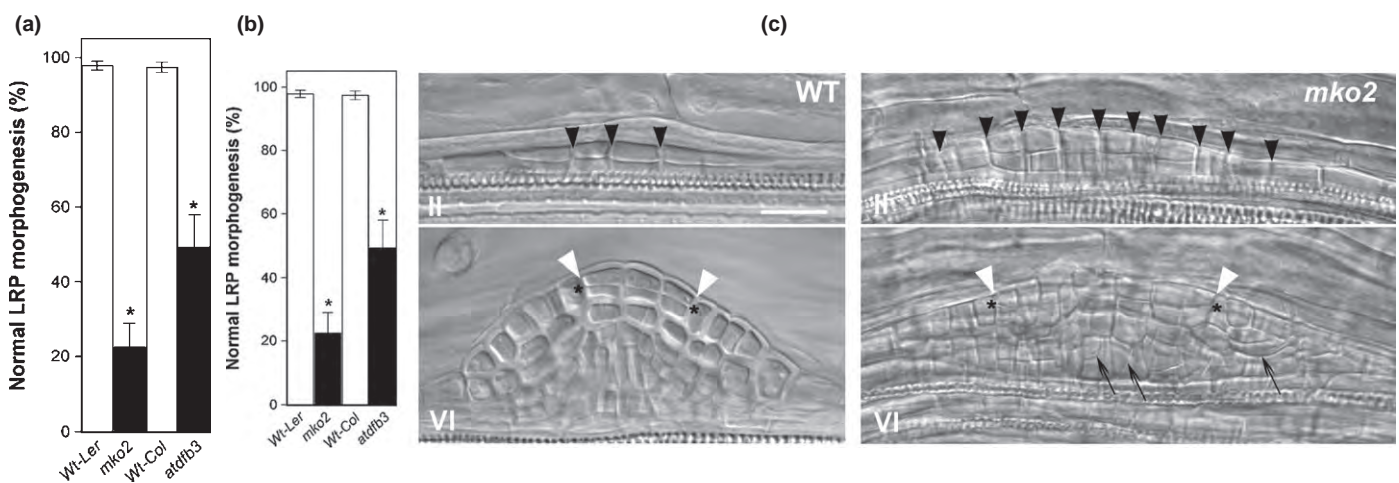 (a)
Normal LRP morphogenesis (%)
100
80
60
40
20
0
*
*
Wt-Ler
mko2
Wt-Col
atdfb3
(b)
Normal LRP morphogenesis (%)
100
80
60
40
20
0
*
*
Wt-Ler
mko2
Wt-Col
atdfb3
(c)
WT
II
*
*
VI
mko2
II
*
*
VI